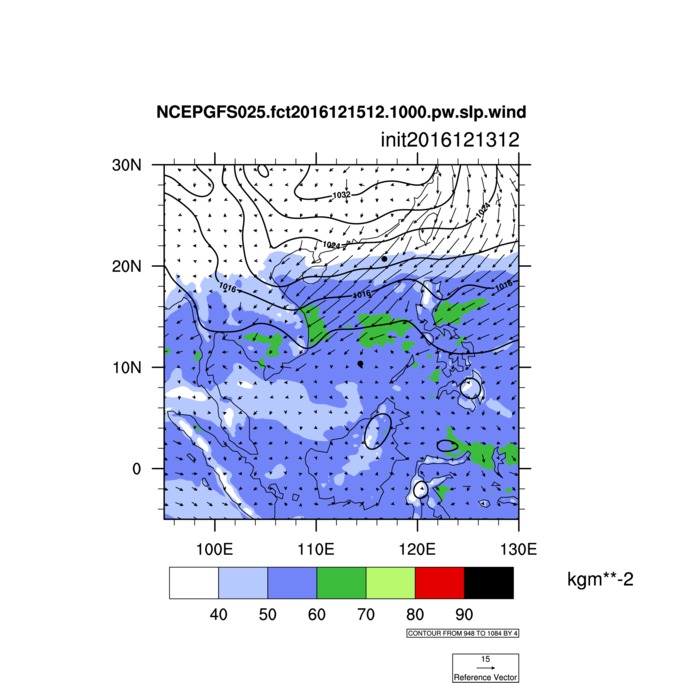 NCEPGFS025.fct2016121512.1000.pw.slp.wind
init2016121312
30N
1032
1024
1024
20N
1016
1016
1016
10N
0
100E 110E 120E 130E
kgm**-2
40 50 60 70 80 90
CONTOUR FROM 948 TO 1084 BY 4
15
Reference Vector